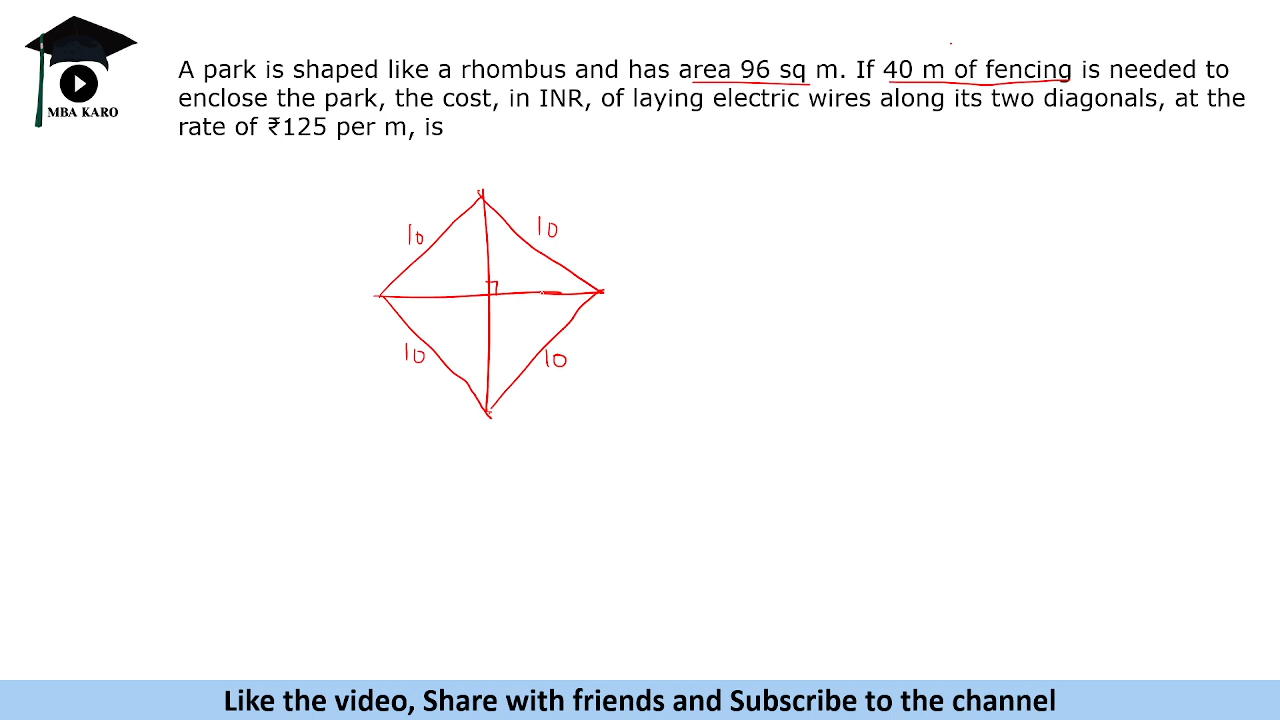 MBA KARO
A park is shaped like a rhombus and has area 96 sq m. If 40 m of fencing is needed to
enclose the park, the cost, in INR, of laying electric wires along its two diagonals, at the
rate of ₹125 per m, is
10
10
10
10
Like the video, Share with friends and Subscribe to the channel